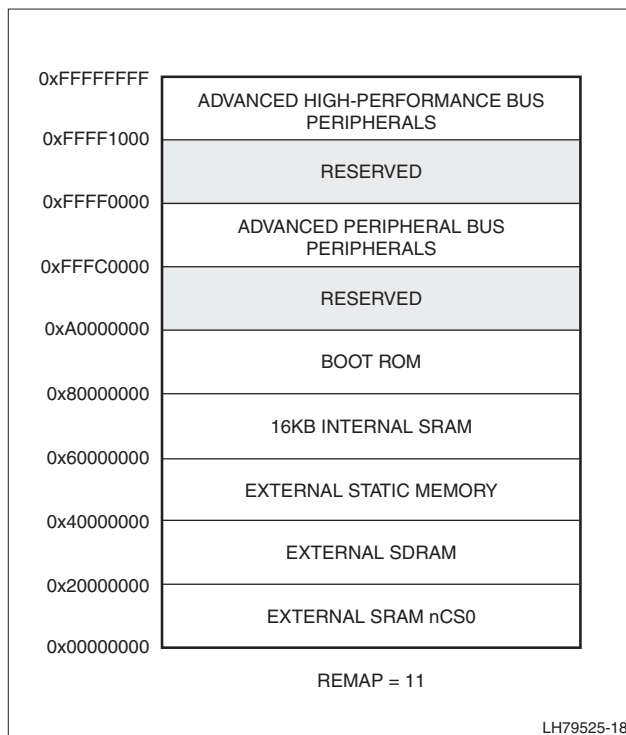 0xFFFFFFFF
ADVANCED HIGH-PERFORMANCE BUS
PERIPHERALS
0xFFFF1000
RESERVED
0xFFFF0000
ADVANCED PERIPHERAL BUS
PERIPHERALS
0xFFFC0000
RESERVED
0xA0000000
BOOT ROM
0x80000000
16KB INTERNAL SRAM
0x60000000
EXTERNAL STATIC MEMORY
0x40000000
EXTERNAL SDRAM
0x20000000
EXTERNAL SRAM nCS0
0x00000000
REMAP = 11
LH79525-18